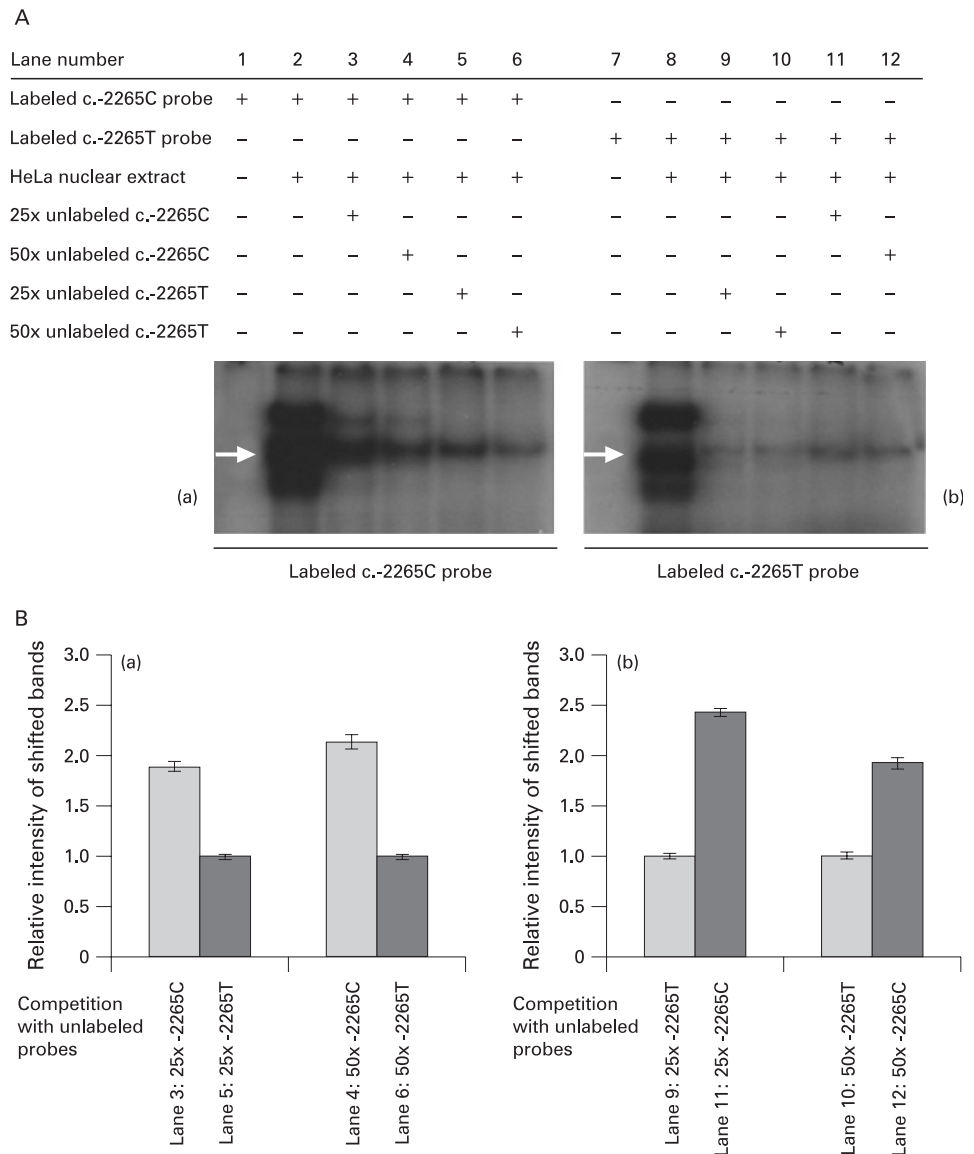 A
Lane number 1 2 3 4 5 6 7 8 9 10 11 12
Labeled c.-2265C probe + + + + + + – – – – – –
Labeled c.-2265T probe – – – – – – + + + + + +
HeLa nuclear extract – + + + + + – + + + + +
25x unlabeled c.-2265C – – + – – – – – – – + –
50x unlabeled c.-2265C – – – + – – – – – – – +
25x unlabeled c.-2265T – – – – + – – – + – – –
50x unlabeled c.-2265T – – – – – + – – – + – –
(a)
(b)
Labeled c.-2265C probe
Labeled c.-2265T probe
B
Relative intensity of shifted bands
(a)
3.0
2.5
2.0
1.5
1.0
0.5
0
Competition
with unlabeled
probes
Lane 3: 25x -2265C
Lane 5: 25x -2265T
Lane 4: 50x -2265C
Lane 6: 50x -2265T
Relative intensity of shifted bands
(b)
3.0
2.5
2.0
1.5
1.0
0.5
0
Competition
with unlabeled
probes
Lane 9: 25x -2265T
Lane 11: 25x -2265C
Lane 10: 50x -2265T
Lane 12: 50x -2265C